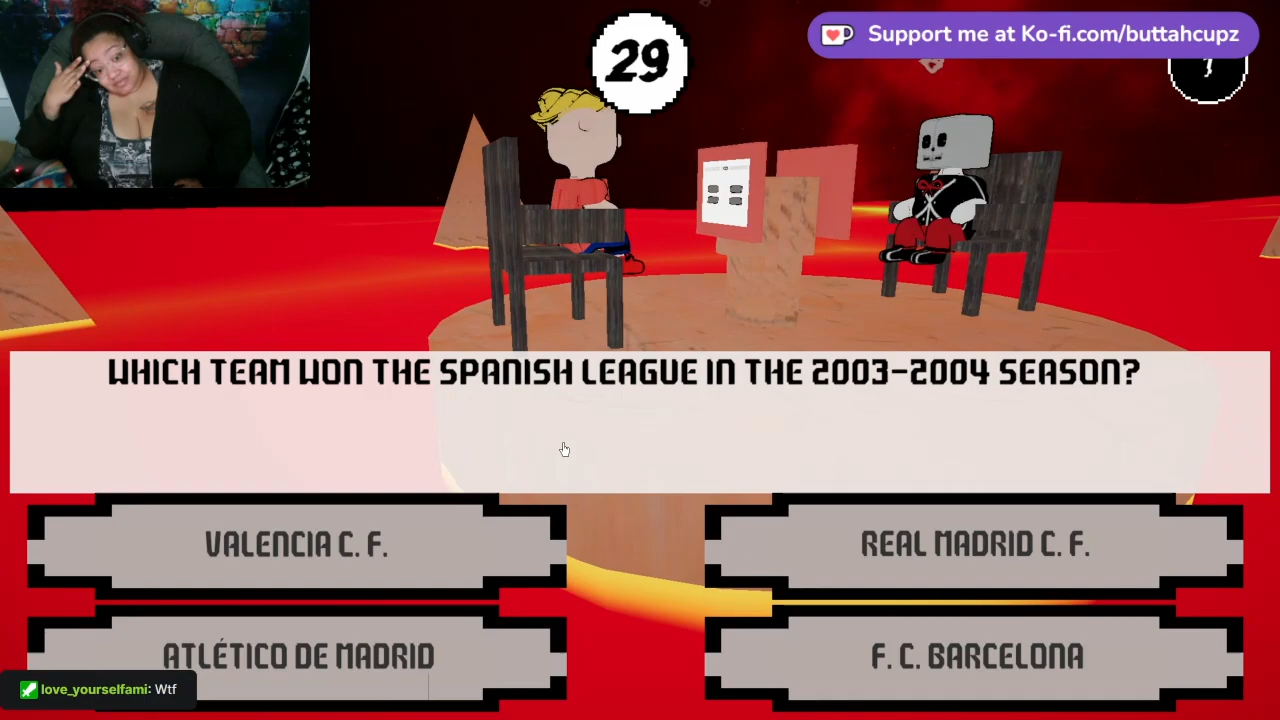 29
Support me at Ko-fi.com/buttahcupz
WHICH TEAM WON THE SPANISH LEAGUE IN THE 2003-2004 SEASON?
VALENCIA C. F.
REAL MADRID C. F.
ATLÉTICO DE MADRID
F. C. BARCELONA
love_yourselfami: Wtf